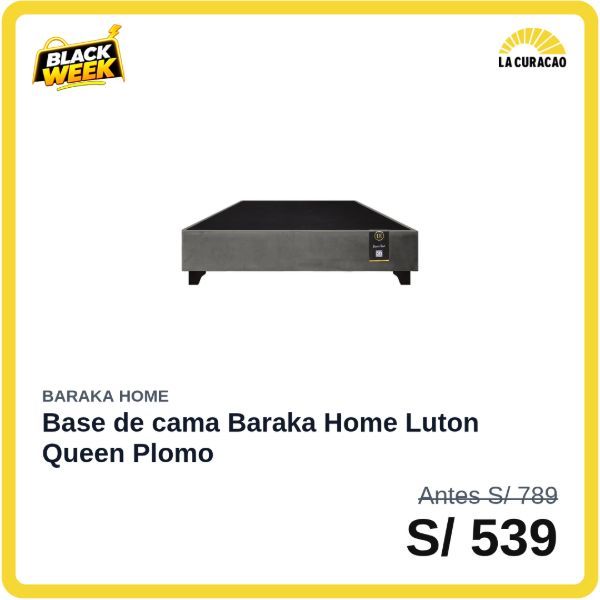 BLACK
WEEK
LA CURACAO
BARAKA HOME
Base de cama Baraka Home Luton
Queen Plomo
Antes S/ 789
S/ 539